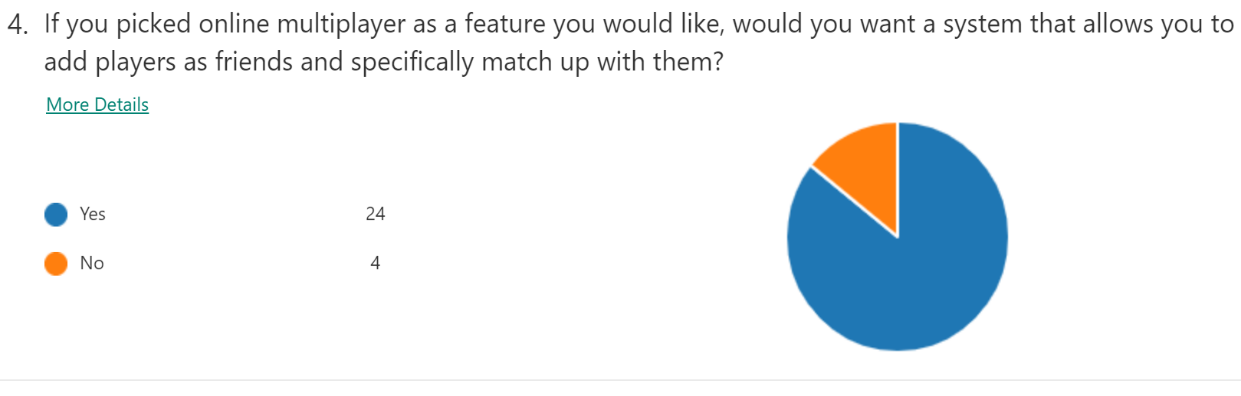 4. If you picked online multiplayer as a feature you would like, would you want a system that allows you to
add players as friends and specifically match up with them?
More Details
Yes 24
No 4